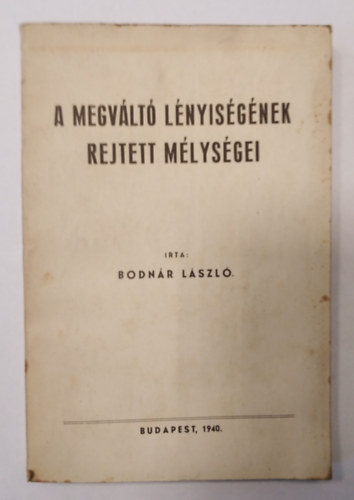 A MEGVÁLTÓ LÉNYISÉGÉNEK
REJTETT MÉLYSÉGEI
IRTA:
BODNÁR LÁSZLÓ.
BUDAPEST, 1940.